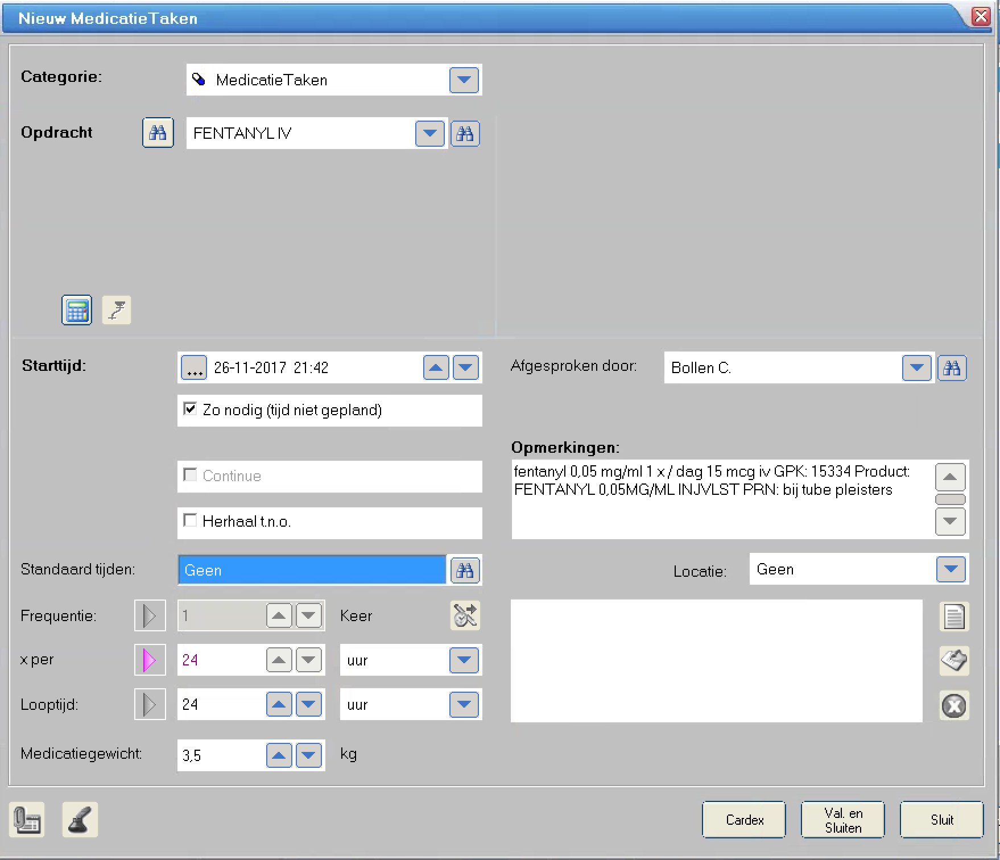 Nieuw MedicatieTaken
Categorie:
MedicatieTaken
Opdracht
FENTANYL IV
Starttijd:
... 26-11-2017 21:42
Afgesproken door:
Bollen C.
Zo nodig (tijd niet gepland)
Opmerkingen:
fentanyl 0,05 mg/ml 1 x / dag 15 mcg iv GPK: 15334 Product:
FENTANYL 0,05MG/ML INJVLST PRN: bij tube pleisters
Continue
Herhaal t.n.o.
Standaard tijden:
Geen
Locatie:
Geen
Frequentie:
1
Keer
x per
24
uur
Looptijd:
24
uur
Medicatiegewicht:
3,5
kg
Cardex
Val. en
Sluiten
Sluit